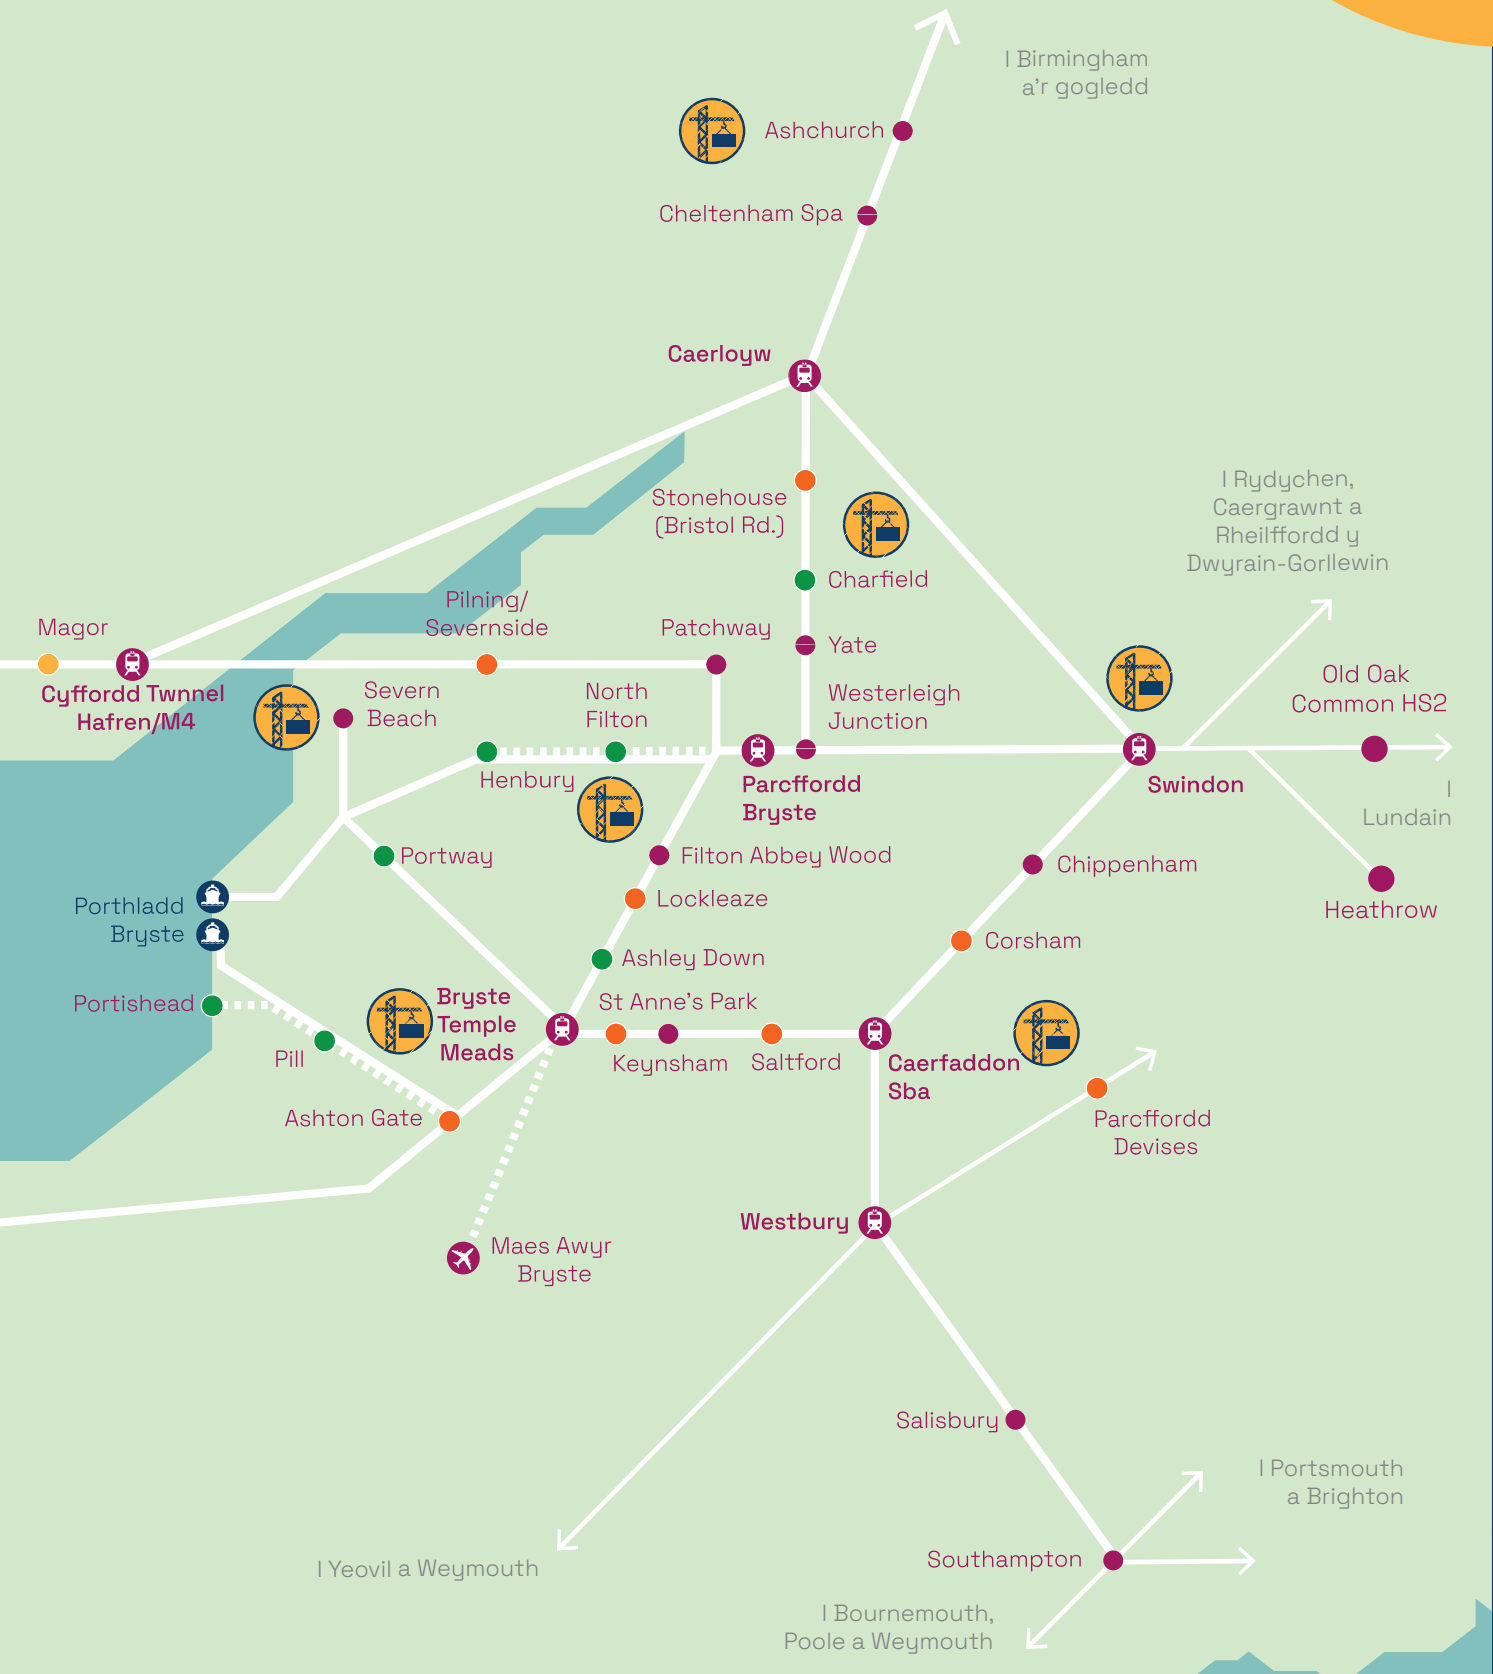 I Birmingham
a'r gogledd
Ashchurch
Cheltenham Spa
Caerloyw
I Rydychen,
Caergrawnt a
Rheilffordd y
Dwyrain-Gorllewin
Stonehouse
(Bristol Rd.)
Charfield
Pilning/
Severnside
Magor
Patchway
Yate
Cyffordd Twnnel
Hafren/M4
Severn
Beach
North
Filton
Westerleigh
Junction
Old Oak
Common HS2
Henbury
Parcffordd
Bryste
Swindon
I
Lundain
Portway
Filton Abbey Wood
Chippenham
Lockleaze
Heathrow
Porthladd
Bryste
Corsham
Ashley Down
Portishead
Bryste
Temple
Meads
St Anne's Park
Pill
Keynsham
Saltford
Caerfaddon
Sba
Ashton Gate
Parcffordd
Devises
Westbury
Maes Awyr
Bryste
Salisbury
I Portsmouth
a Brighton
I Yeovil a Weymouth
Southampton
I Bournemouth,
Poole a Weymouth